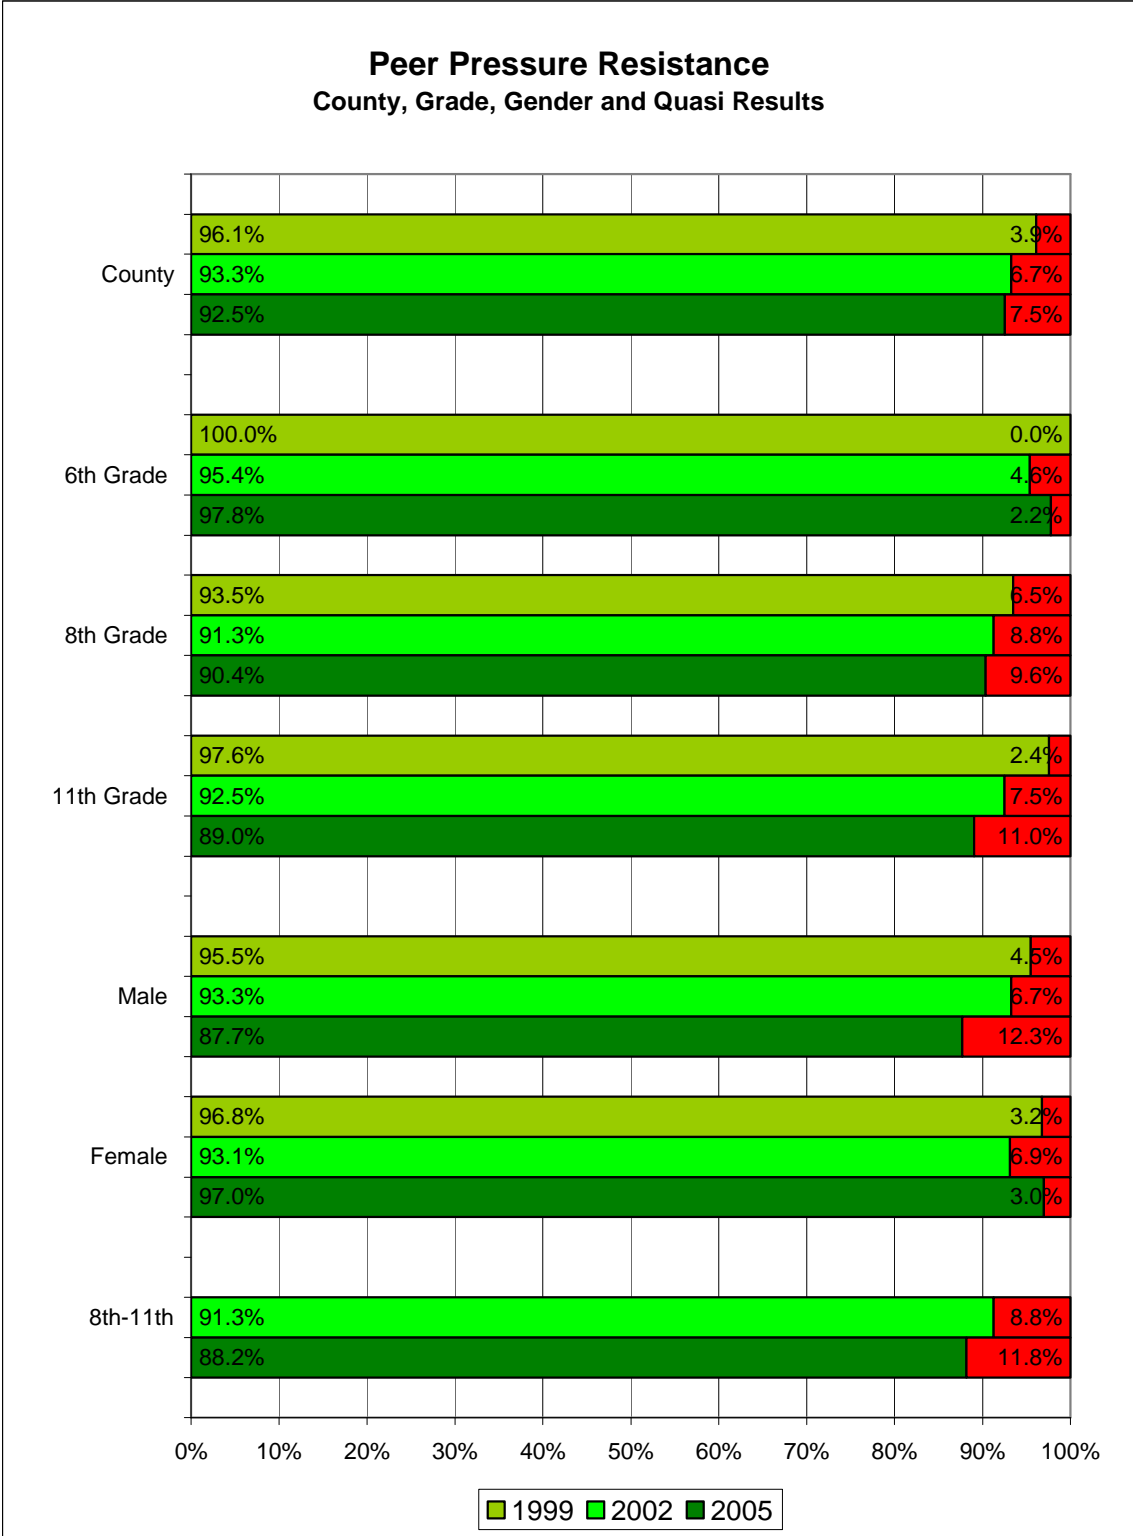 Peer Pressure Resistance
County, Grade, Gender and Quasi Results
County
96.1% 3.9%
93.3% 6.7%
92.5% 7.5%
6th Grade
100.0% 0.0%
95.4% 4.6%
97.8% 2.2%
8th Grade
93.5% 6.5%
91.3% 8.8%
90.4% 9.6%
11th Grade
97.6% 2.4%
92.5% 7.5%
89.0% 11.0%
Male
95.5% 4.5%
93.3% 6.7%
87.7% 12.3%
Female
96.8% 3.2%
93.1% 6.9%
97.0% 3.0%
8th-11th
91.3% 8.8%
88.2% 11.8%
0% 10% 20% 30% 40% 50% 60% 70% 80% 90% 100%
1999 2002 2005